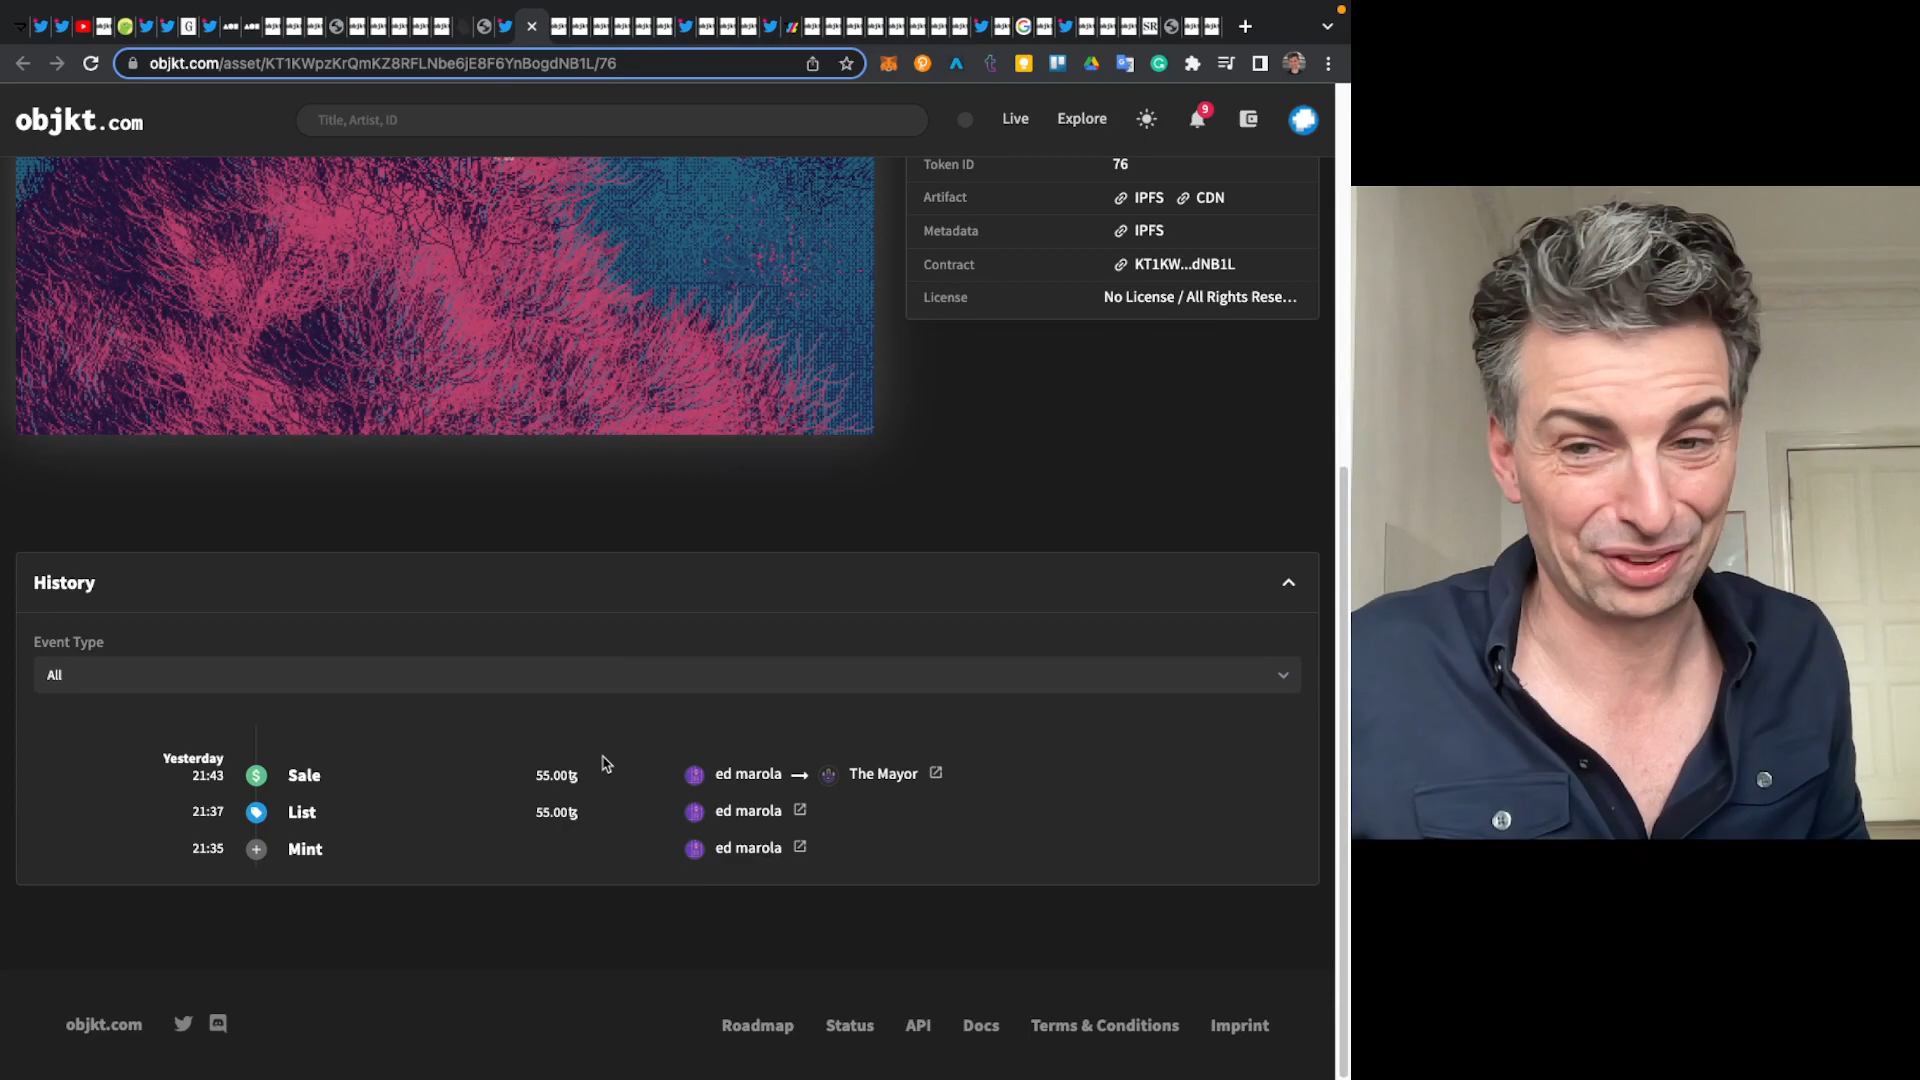 objkt.com/asset/KT1KWpzKrQmKZ8RFLNbe6jE8F6YnBogdNB1L/76
objkt.com
Title, Artist, ID
Live
Explore
9
Token ID 76
Artifact IPFS CDN
Metadata IPFS
Contract KT1KW...dNB1L
License No License / All Rights Rese...
History
Event Type
All
Yesterday
21:43 $ Sale 55.00ꜩ ed marola → The Mayor
21:37 List 55.00ꜩ ed marola
21:35 + Mint ed marola
objkt.com
Roadmap Status API Docs Terms & Conditions Imprint